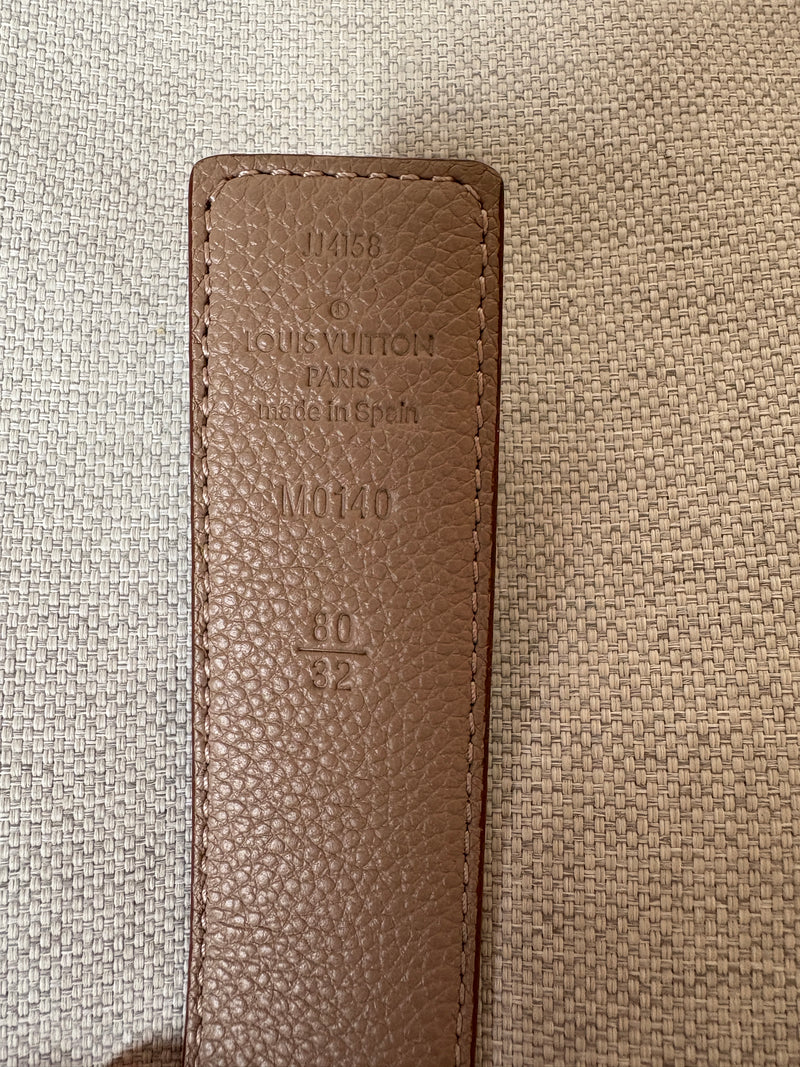 JJ4158
®
LOUIS VUITTON
PARIS
made in Spain
M0140
80
32